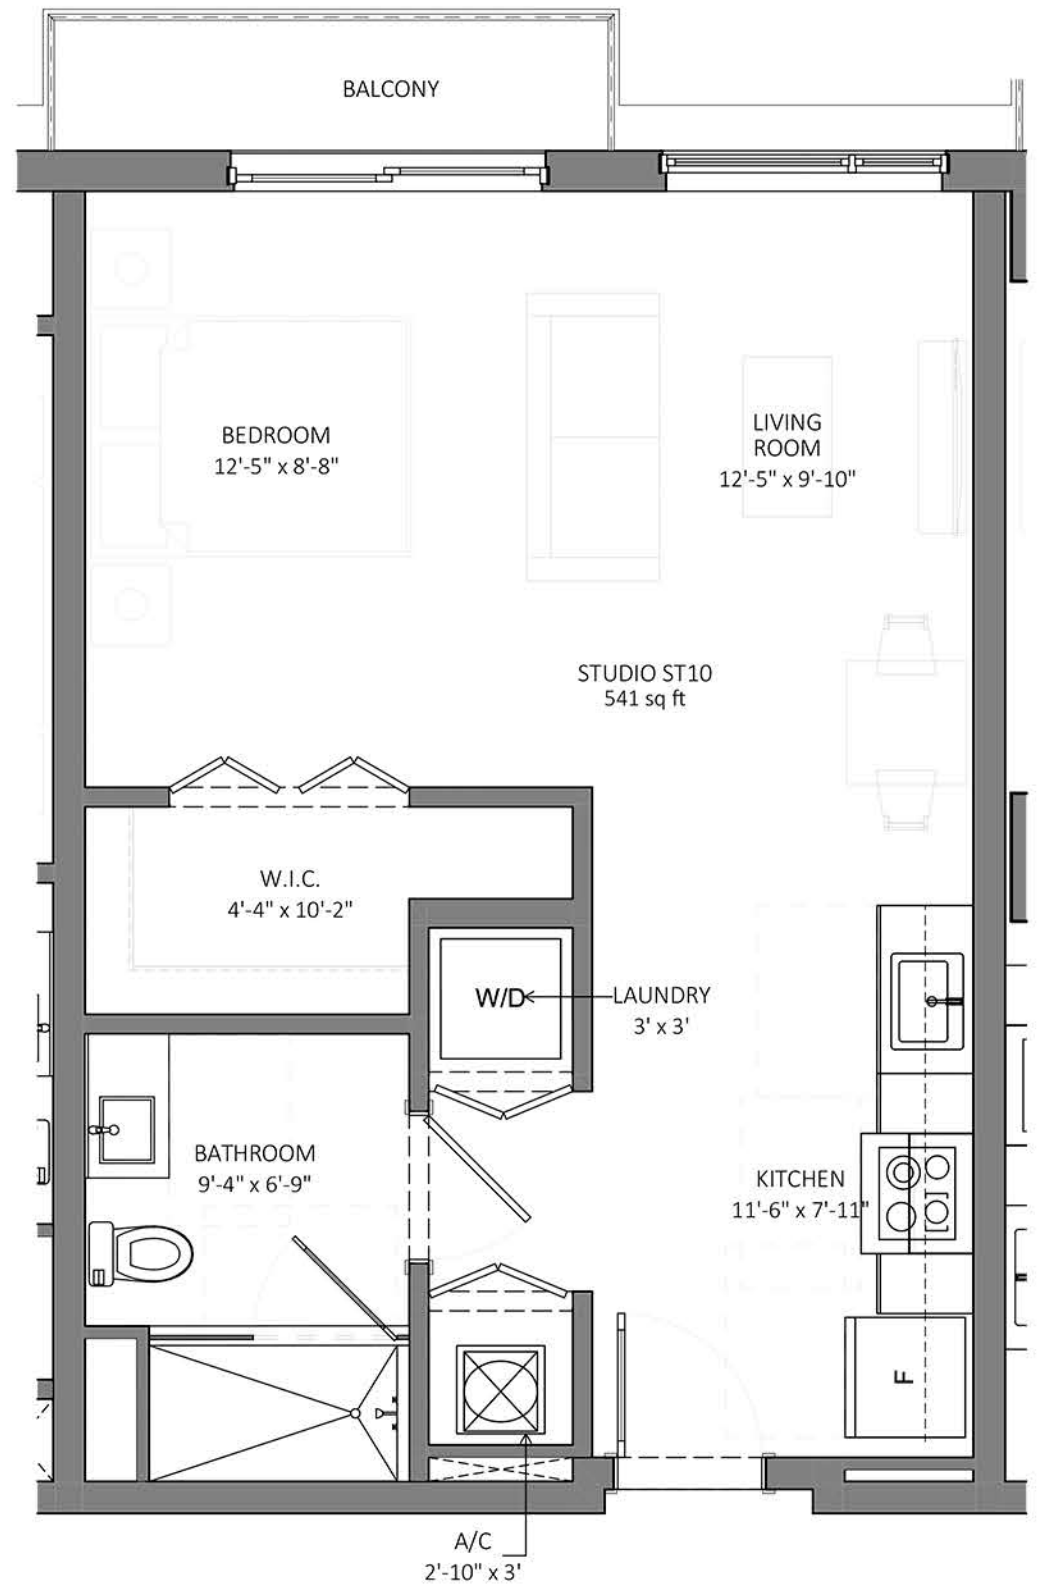 BALCONY
BEDROOM
12'-5" x 8'-8"
LIVING
ROOM
12'-5" x 9'-10"
STUDIO ST10
541 sq ft
W.I.C.
4'-4" x 10'-2"
W/D
LAUNDRY
3' x 3'
BATHROOM
9'-4" x 6'-9"
KITCHEN
11'-6" x 7'-11"
F
A/C
2'-10" x 3'